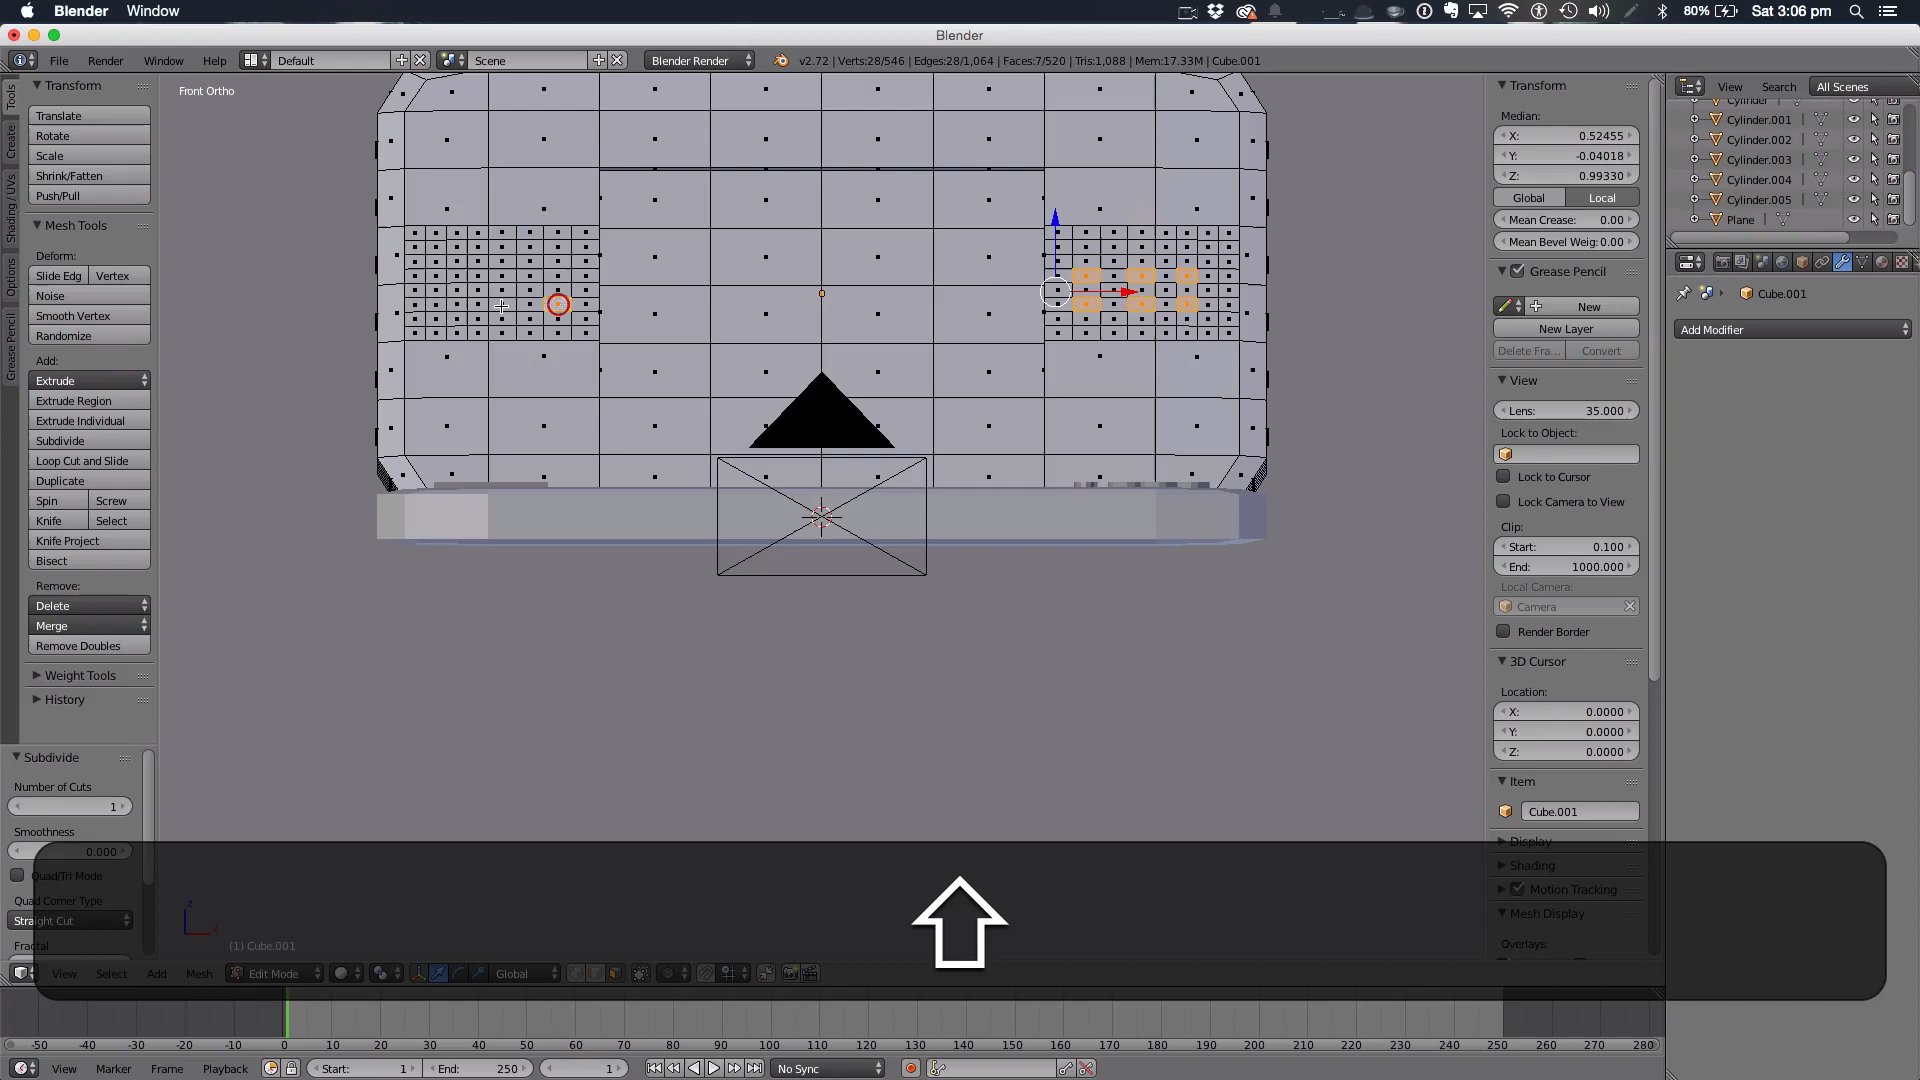 Blender Window
80% Sat 3:06 pm
Blender
File Render Window Help Default Scene Blender Render v2.72 | Verts:28/546 | Edges:28/1,064 | Faces:7/520 | Tris:1,088 | Mem:17.33M | Cube.001
Tools
Create
Shading / UVs
Options
Grease Pencil
Transform
Translate
Rotate
Scale
Shrink/Fatten
Push/Pull
Mesh Tools
Deform:
Slide Edg Vertex
Noise
Smooth Vertex
Randomize
Add:
Extrude
Extrude Region
Extrude Individual
Subdivide
Loop Cut and Slide
Duplicate
Spin Screw
Knife Select
Knife Project
Bisect
Remove:
Delete
Merge
Remove Doubles
Weight Tools
History
Subdivide
Number of Cuts
1
Smoothness
0.000
Quad/Tri Mode
Quad Corner Type
Straight Cut
Fractal
Front Ortho
z
x
(1) Cube.001
Transform
Median:
X: 0.52455
Y: -0.04018
Z: 0.99330
Global Local
Mean Crease: 0.00
Mean Bevel Weig: 0.00
Grease Pencil
New
New Layer
Delete Fra... Convert
View
Lens: 35.000
Lock to Object:
Lock to Cursor
Lock Camera to View
Clip:
Start: 0.100
End: 1000.000
Local Camera:
Camera
Render Border
3D Cursor
Location:
X: 0.0000
Y: 0.0000
Z: 0.0000
Item
Cube.001
Display
Shading
Motion Tracking
Mesh Display
Overlays:
View Search All Scenes
Cylinder
Cylinder.001
Cylinder.002
Cylinder.003
Cylinder.004
Cylinder.005
Plane
Cube.001
Add Modifier
View Select Add Mesh Edit Mode Global
-50 -40 -30 -20 -10 0 10 20 30 40 50 60 70 80 90 100 110 120 130 140 150 160 170 180 190 200 210 220 230 240 250 260 270 280
View Marker Frame Playback Start: 1 End: 250 1 No Sync